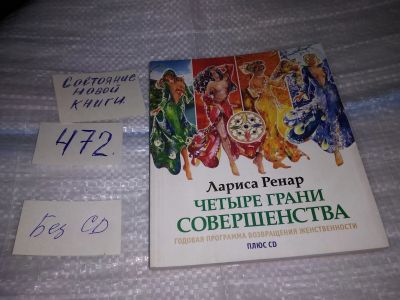 Состояние
новой
книги.
472.
Без CD
Лариса Ренар
ЧЕТЫРЕ ГРАНИ
СОВЕРШЕНСТВА
ГОДОВАЯ ПРОГРАММА ВОЗВРАЩЕНИЯ ЖЕНСТВЕННОСТИ
ПЛЮС CD